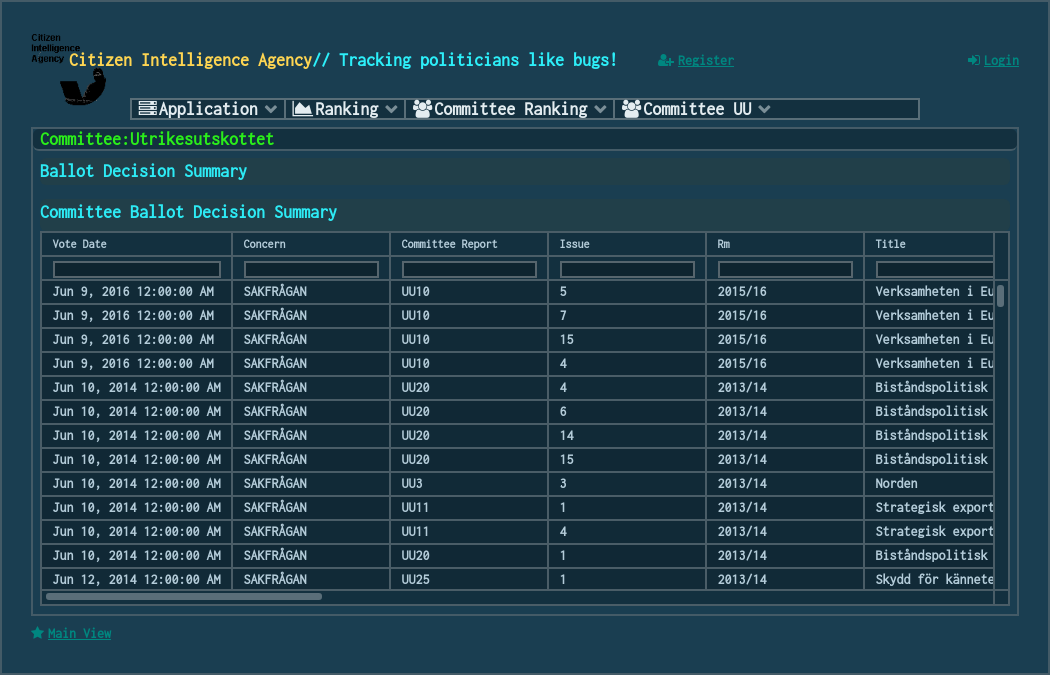 Citizen
Intelligence
Agency
Citizen Intelligence Agency// Tracking politicians like bugs!
Register
Login
Application Ranking Committee Ranking Committee UU
Committee:Utrikesutskottet
Ballot Decision Summary
Committee Ballot Decision Summary
Vote Date Concern Committee Report Issue Rm Title
Jun 9, 2016 12:00:00 AM SAKFRÅGAN UU10 5 2015/16 Verksamheten i Eu
Jun 9, 2016 12:00:00 AM SAKFRÅGAN UU10 7 2015/16 Verksamheten i Eu
Jun 9, 2016 12:00:00 AM SAKFRÅGAN UU10 15 2015/16 Verksamheten i Eu
Jun 9, 2016 12:00:00 AM SAKFRÅGAN UU10 4 2015/16 Verksamheten i Eu
Jun 10, 2014 12:00:00 AM SAKFRÅGAN UU20 4 2013/14 Biståndspolitisk
Jun 10, 2014 12:00:00 AM SAKFRÅGAN UU20 6 2013/14 Biståndspolitisk
Jun 10, 2014 12:00:00 AM SAKFRÅGAN UU20 14 2013/14 Biståndspolitisk
Jun 10, 2014 12:00:00 AM SAKFRÅGAN UU20 15 2013/14 Biståndspolitisk
Jun 10, 2014 12:00:00 AM SAKFRÅGAN UU3 3 2013/14 Norden
Jun 10, 2014 12:00:00 AM SAKFRÅGAN UU11 1 2013/14 Strategisk export
Jun 10, 2014 12:00:00 AM SAKFRÅGAN UU11 4 2013/14 Strategisk export
Jun 10, 2014 12:00:00 AM SAKFRÅGAN UU20 1 2013/14 Biståndspolitisk
Jun 12, 2014 12:00:00 AM SAKFRÅGAN UU25 1 2013/14 Skydd för kännete
Main View